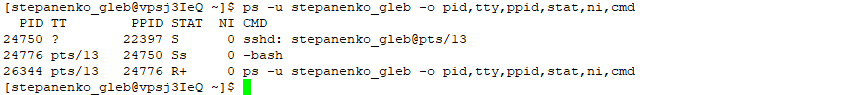 [stepanenko_gleb@vpsj3IeQ ~]$ ps -u stepanenko_gleb -o pid,tty,ppid,stat,ni,cmd
  PID TT        PPID STAT  NI CMD
24750 ?        22397 S      0 sshd: stepanenko_gleb@pts/13
24776 pts/13   24750 Ss     0 -bash
26344 pts/13   24776 R+     0 ps -u stepanenko_gleb -o pid,tty,ppid,stat,ni,cmd
[stepanenko_gleb@vpsj3IeQ ~]$